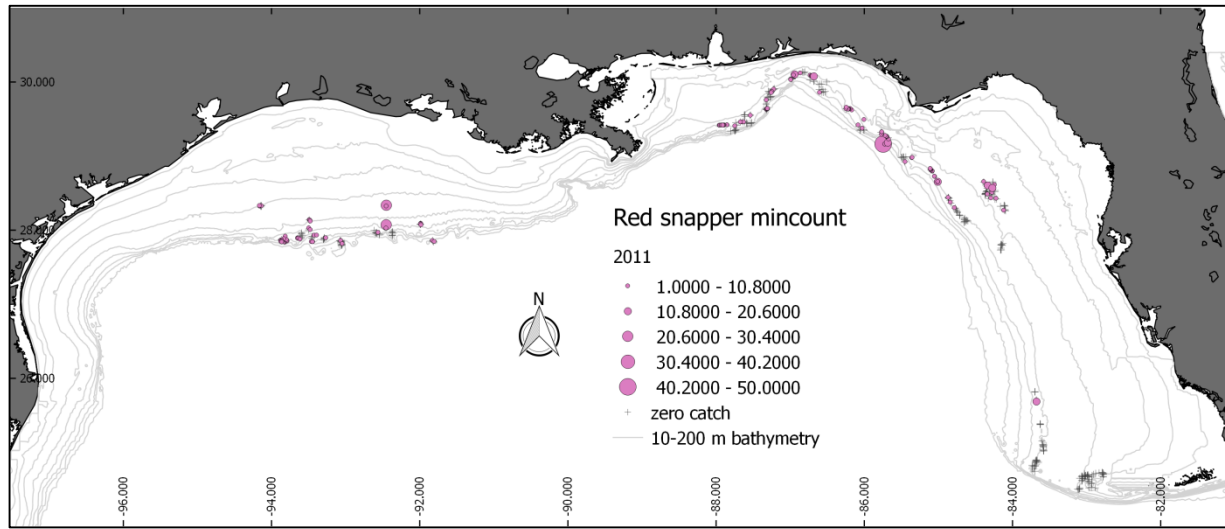 30.000
28.000
26.000
Red snapper mincount
2011
1.0000 - 10.8000
10.8000 - 20.6000
20.6000 - 30.4000
30.4000 - 40.2000
40.2000 - 50.0000
zero catch
10-200 m bathymetry
N
-96.000
-94.000
-92.000
-90.000
-88.000
-86.000
-84.000
-82.000